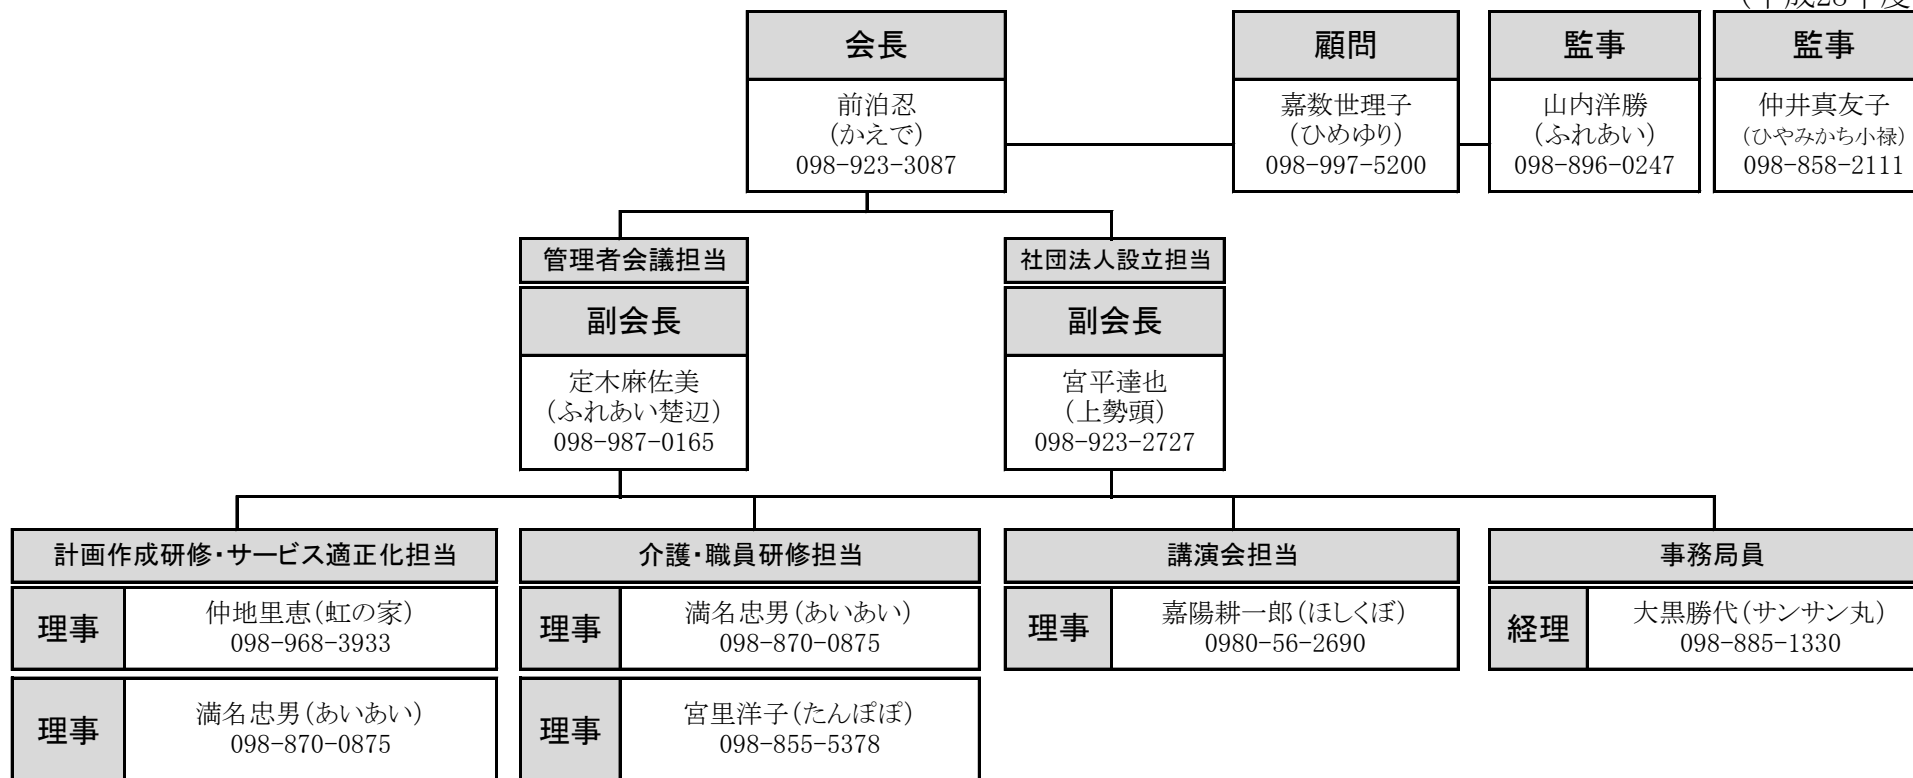 会長
前泊忍
(かえで)
098-923-3087
顧問
嘉数世理子
(ひめゆり)
098-997-5200
監事
山内洋勝
(ふれあい)
098-896-0247
監事
仲井真友子
(ひやみかち小禄)
098-858-2111
管理者会議担当
副会長
定木麻佐美
(ふれあい楚辺)
098-987-0165
社団法人設立担当
副会長
宮平達也
(上勢頭)
098-923-2727
計画作成研修・サービス適正化担当
理事
仲地里恵(虹の家)
098-968-3933
理事
満名忠男(あいあい)
098-870-0875
介護・職員研修担当
理事
満名忠男(あいあい)
098-870-0875
理事
宮里洋子(たんぽぽ)
098-855-5378
講演会担当
理事
嘉陽耕一郎(ほしくぼ)
0980-56-2690
事務局員
経理
大黒勝代(サンサン丸)
098-885-1330